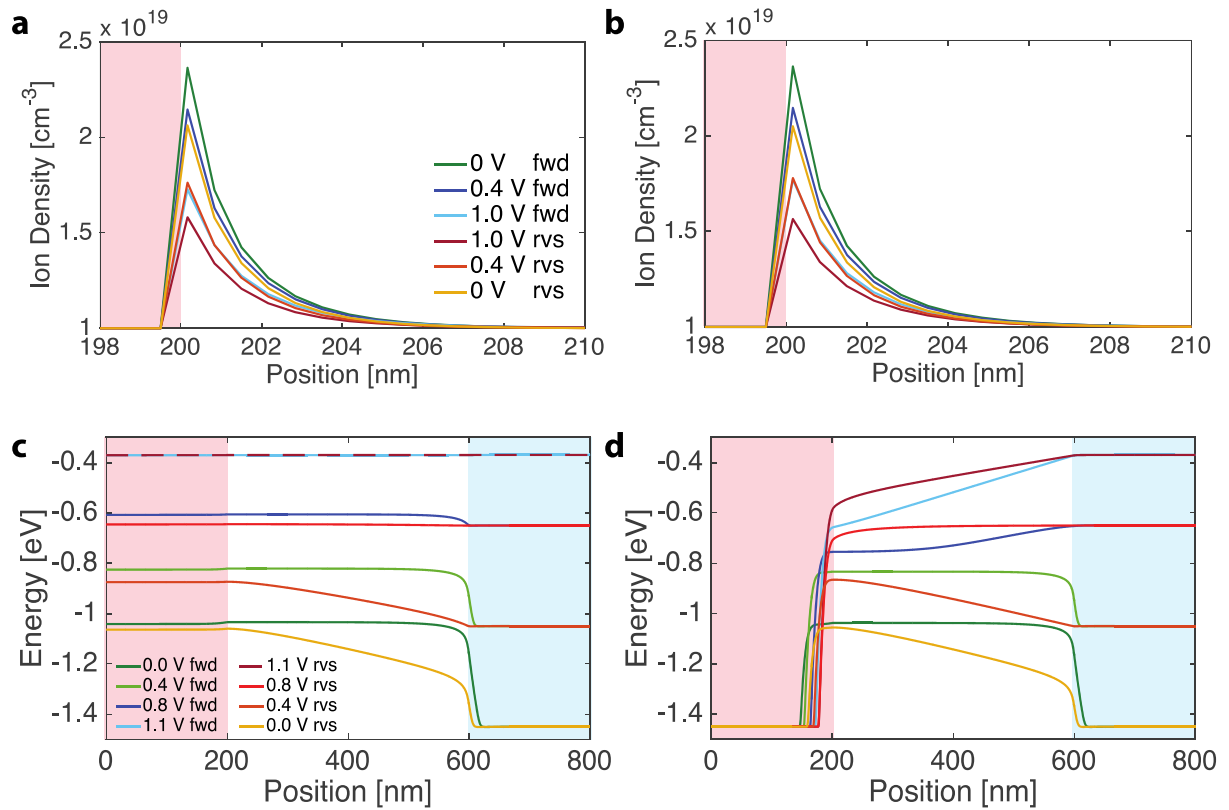 a
x 10^19
2.5
2
1.5
1
Ion Density [cm^-3]
0 V fwd
0.4 V fwd
1.0 V fwd
1.0 V rvs
0.4 V rvs
0 V rvs
198 200 202 204 206 208 210
Position [nm]
b
x 10^19
2.5
2
1.5
1
Ion Density [cm^-3]
198 200 202 204 206 208 210
Position [nm]
c
-0.4
-0.6
-0.8
-1
-1.2
-1.4
Energy [eV]
0.0 V fwd 1.1 V rvs
0.4 V fwd 0.8 V rvs
0.8 V fwd 0.4 V rvs
1.1 V fwd 0.0 V rvs
0 200 400 600 800
Position [nm]
d
-0.4
-0.6
-0.8
-1
-1.2
-1.4
Energy [eV]
0 200 400 600 800
Position [nm]